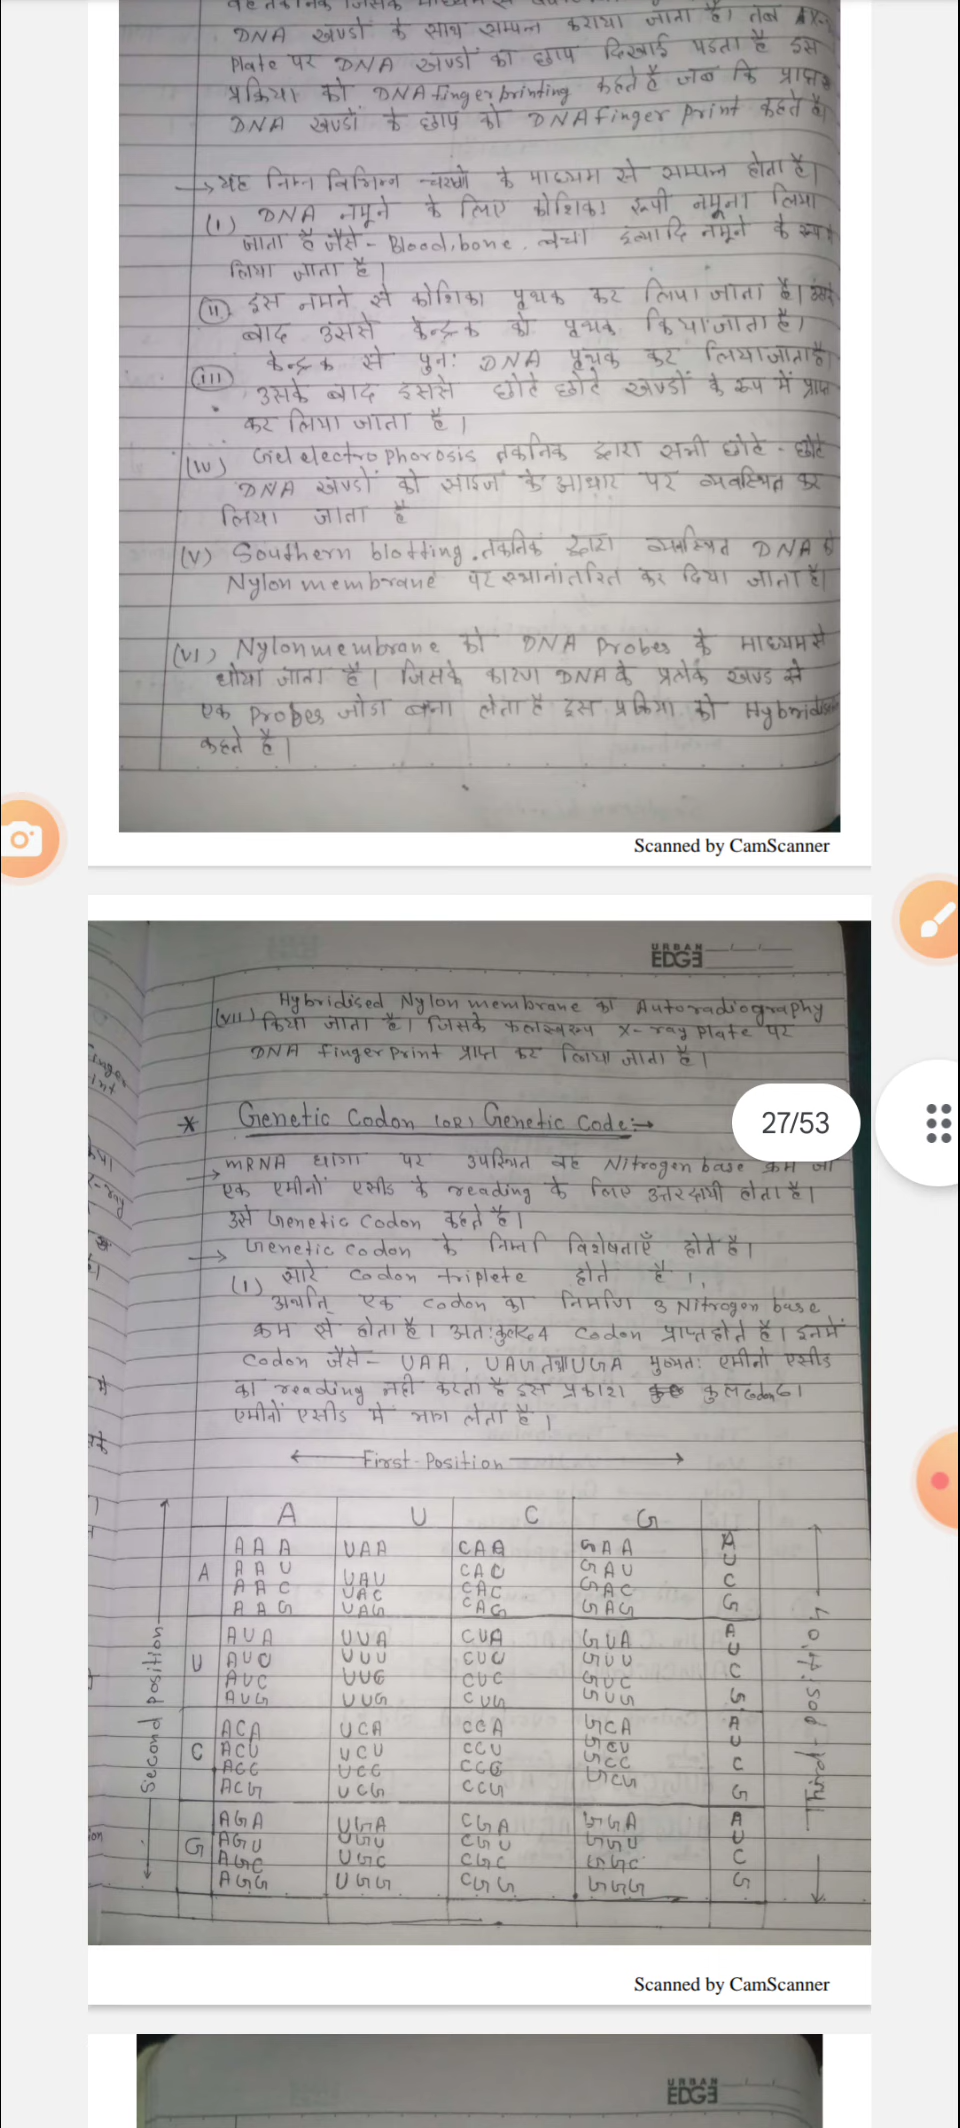 DNA खण्डों के साथ सम्पन्न कराया जाता है। तब X-
Plate पर DNA खण्डों का छाप दिखाई पडता है इस
प्रक्रिया को DNA fingerprinting कहते है जब कि प्राप्त
DNA खण्डों के छाप को DNA finger print कहते है।
→ यह निम्न विभिन्न चरणों के माध्यम से सम्पन्न होता है।
(i) DNA नमूने के लिए कोशिका रूपी नमूना लिया
जाता है जैसे - Blood, bone, त्वचा इत्यादि नमूने के रूप में
लिया जाता है।
(ii) इस नमने से कोशिका पृथक कर लिया जाता है। उसके
बाद उससे केन्द्रक को पृथक किया जाता है।
(iii) केन्द्रक से पुनः DNA पृथक कर लिया जाता है।
उसके बाद इससे छोटे छोटे खण्डों के रूप में प्राप्त
कर लिया जाता है।
(iv) Gel electrophorosis तकनिक द्वारा सभी छोटे - छोटे
DNA खण्डों को साइज के आधार पर व्यवस्थित कर
लिया जाता है
(v) Southern blotting तकनिक द्वारा व्यवस्थित DNA को
Nylon membrane पर स्थानांतरित कर दिया जाता है।
(vi) Nylon membrane को DNA Probes के माध्यम से
धोया जाता है। जिसके कारण DNA के प्रत्येक खण्ड से
एक Probes जोडा बना लेता है इस प्रक्रिया को
कहते है।
Scanned by CamScanner
URBAN
EDGE
(vii) Hybridised Nylon membrane का Autoradiography
किया जाता है। जिसके फलस्वरूप X-ray plate पर
DNA finger print प्राप्त कर लिया जाता है।
* Genetic Codon (OR) Genetic Code:→
27/53
→ mRNA धागा पर उपस्थित वह Nitrogen base क्रम जो
एक एमीनों एसीड के reading के लिए उत्तरदायी होता है।
उसे Genetic Codon कहते है।
→ Genetic codon के निम्न विशेषताएँ होते है।
(1) सारे codon triplete होते है।
अर्थात् एक codon का निर्माण 3 Nitrogen base
क्रम से होता है। अतः कुल 64 codon प्राप्त होते है। इनमें
codon जैसे - UAA, UAG तथा UGA मुख्यतः एमीनो एसीड
का reading नही करता है इस प्रकार कुल codon 61
एमीनों एसीड में भाग लेता है।
← First-Position →
A U C G
AAA UAA CAA GAA A
A AAU UAU CAU GAU U
AAC UAC CAC GAC C
AAG UAG CAG GAG G
AUA UUA CUA GUA A
U AUU UUU CUU GUU U
AUC UUC CUC GUC C
AUG UUG CUG GUG G
ACA UCA CCA GCA A
C ACU UCU CCU GCU U
ACC UCC CCC GCC C
ACG UCG CCG GCG G
AGA UGA CGA GGA A
G AGU UGU CGU GGU U
AGC UGC CGC GGC C
AGG UGG CGG GGG G
Second position
Scanned by CamScanner
URBAN
EDGE